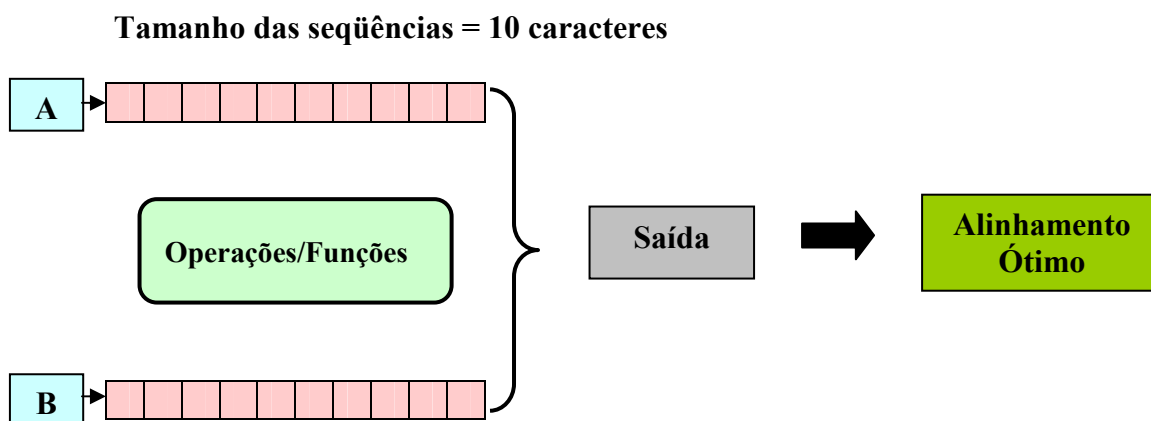 Tamanho das seqüências = 10 caracteres
A
Operações/Funções
Saída
Alinhamento
Ótimo
B